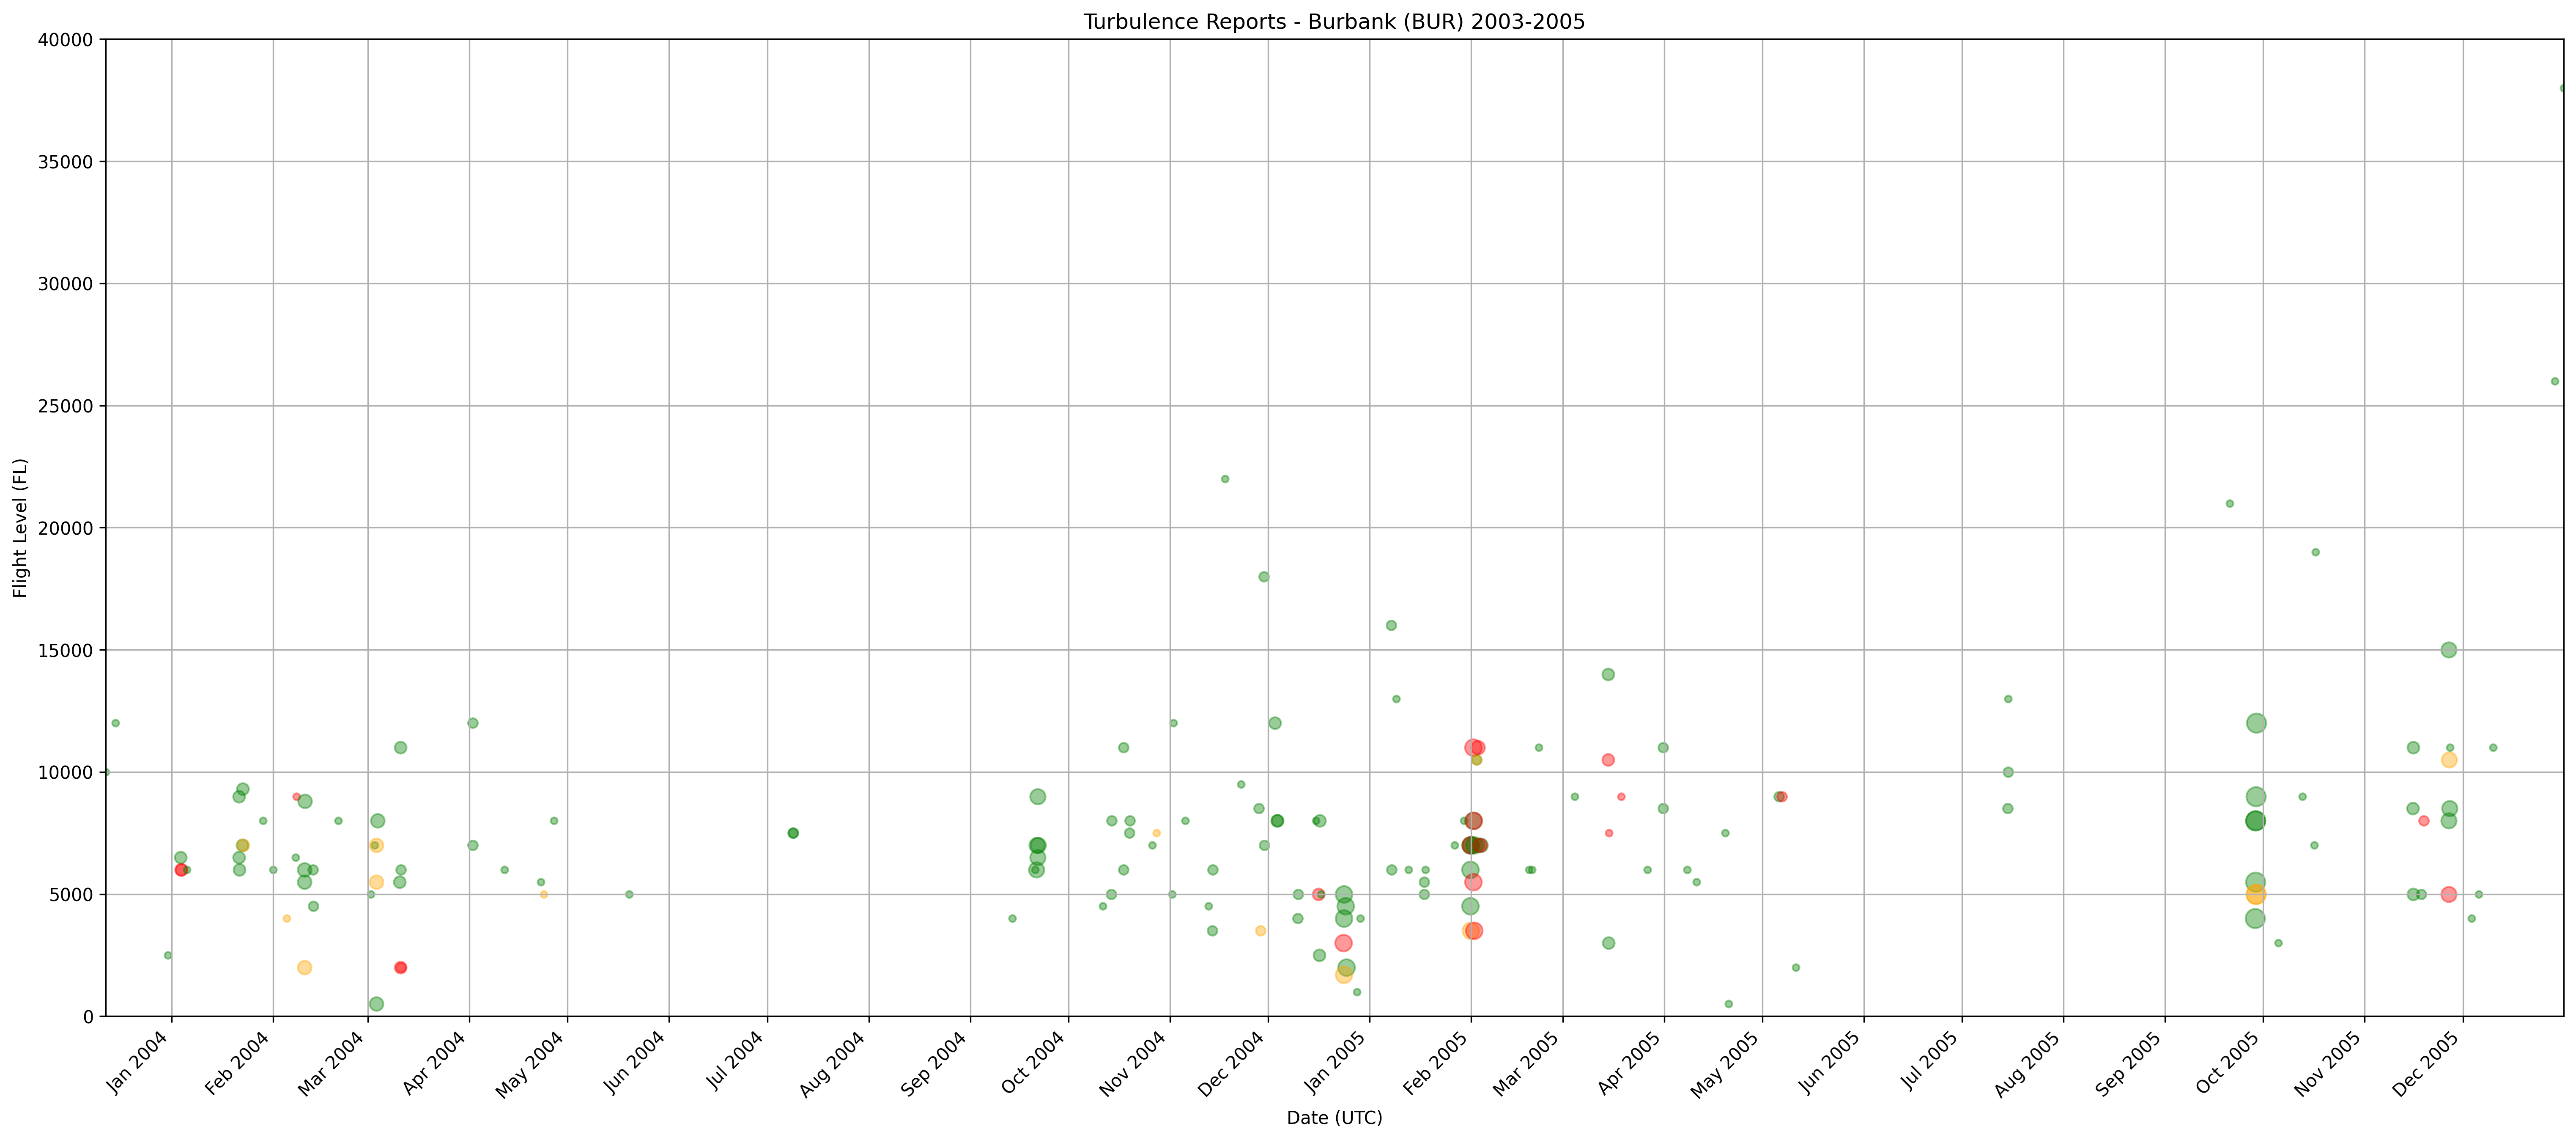 Turbulence Reports - Burbank (BUR) 2003-2005
40000
35000
30000
25000
20000
15000
10000
5000
0
Flight Level (FL)
Jan 2004
Feb 2004
Mar 2004
Apr 2004
May 2004
Jun 2004
Jul 2004
Aug 2004
Sep 2004
Oct 2004
Nov 2004
Dec 2004
Jan 2005
Feb 2005
Mar 2005
Apr 2005
May 2005
Jun 2005
Jul 2005
Aug 2005
Sep 2005
Oct 2005
Nov 2005
Dec 2005
Date (UTC)